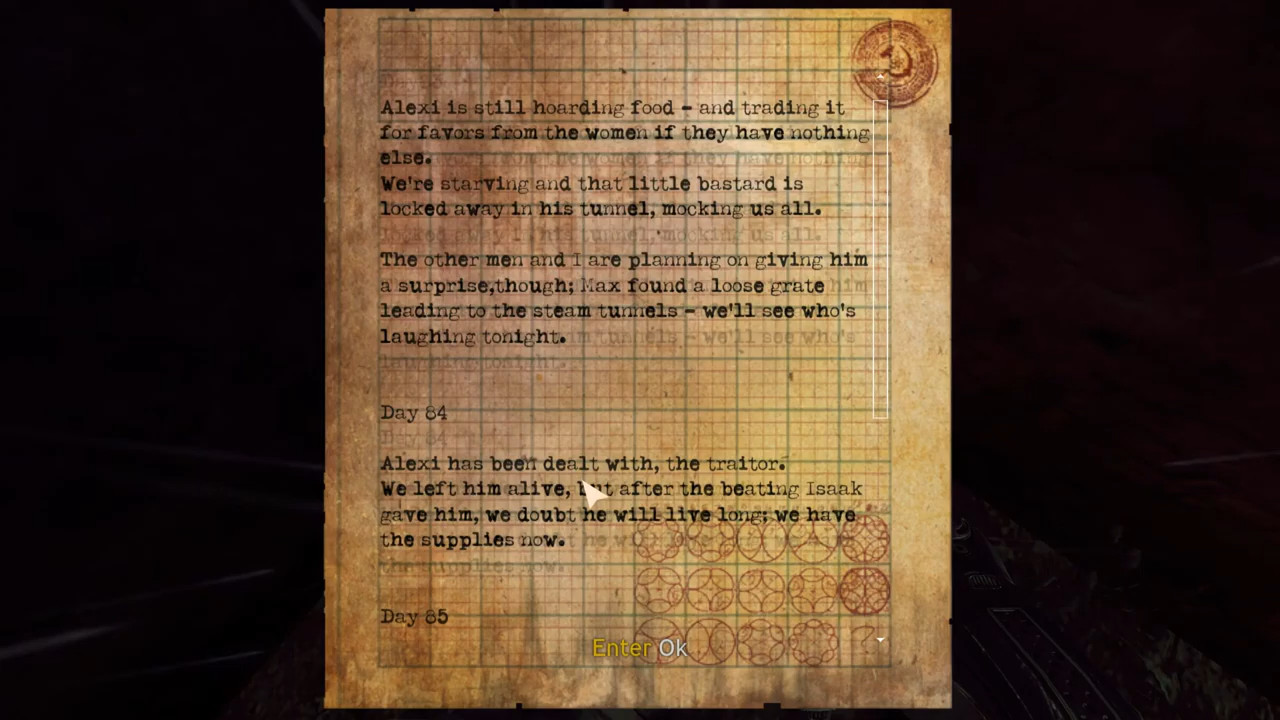 Alexi is still hoarding food - and trading it
for favors from the women if they have nothing
else.
We're starving and that little bastard is
locked away in his tunnel, mocking us all.
The other men and I are planning on giving him
a surprise,though; Max found a loose grate
leading to the steam tunnels - we'll see who's
laughing tonight.
Day 84
Alexi has been dealt with, the traitor.
We left him alive, but after the beating Isaak
gave him, we doubt he will live long; we have
the supplies now.
Day 85
Enter Ok